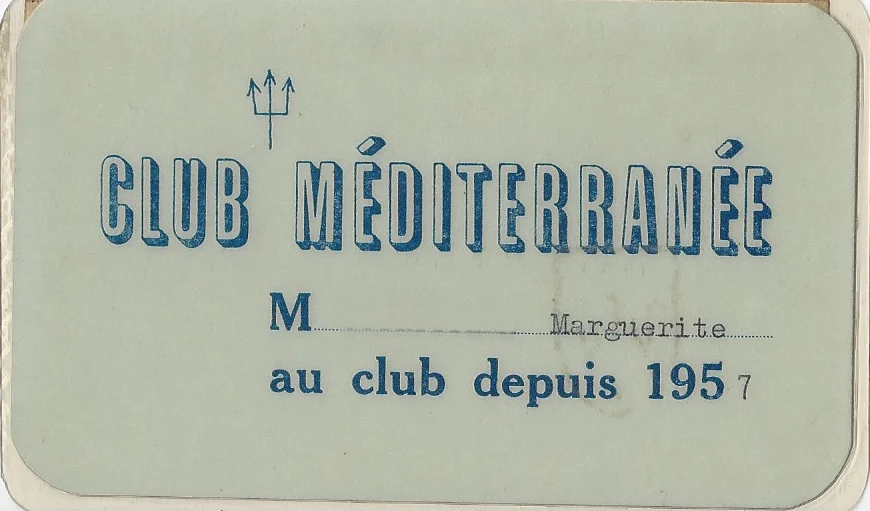 CLUB MÉDITERRANÉE
M Marguerite
au club depuis 1957